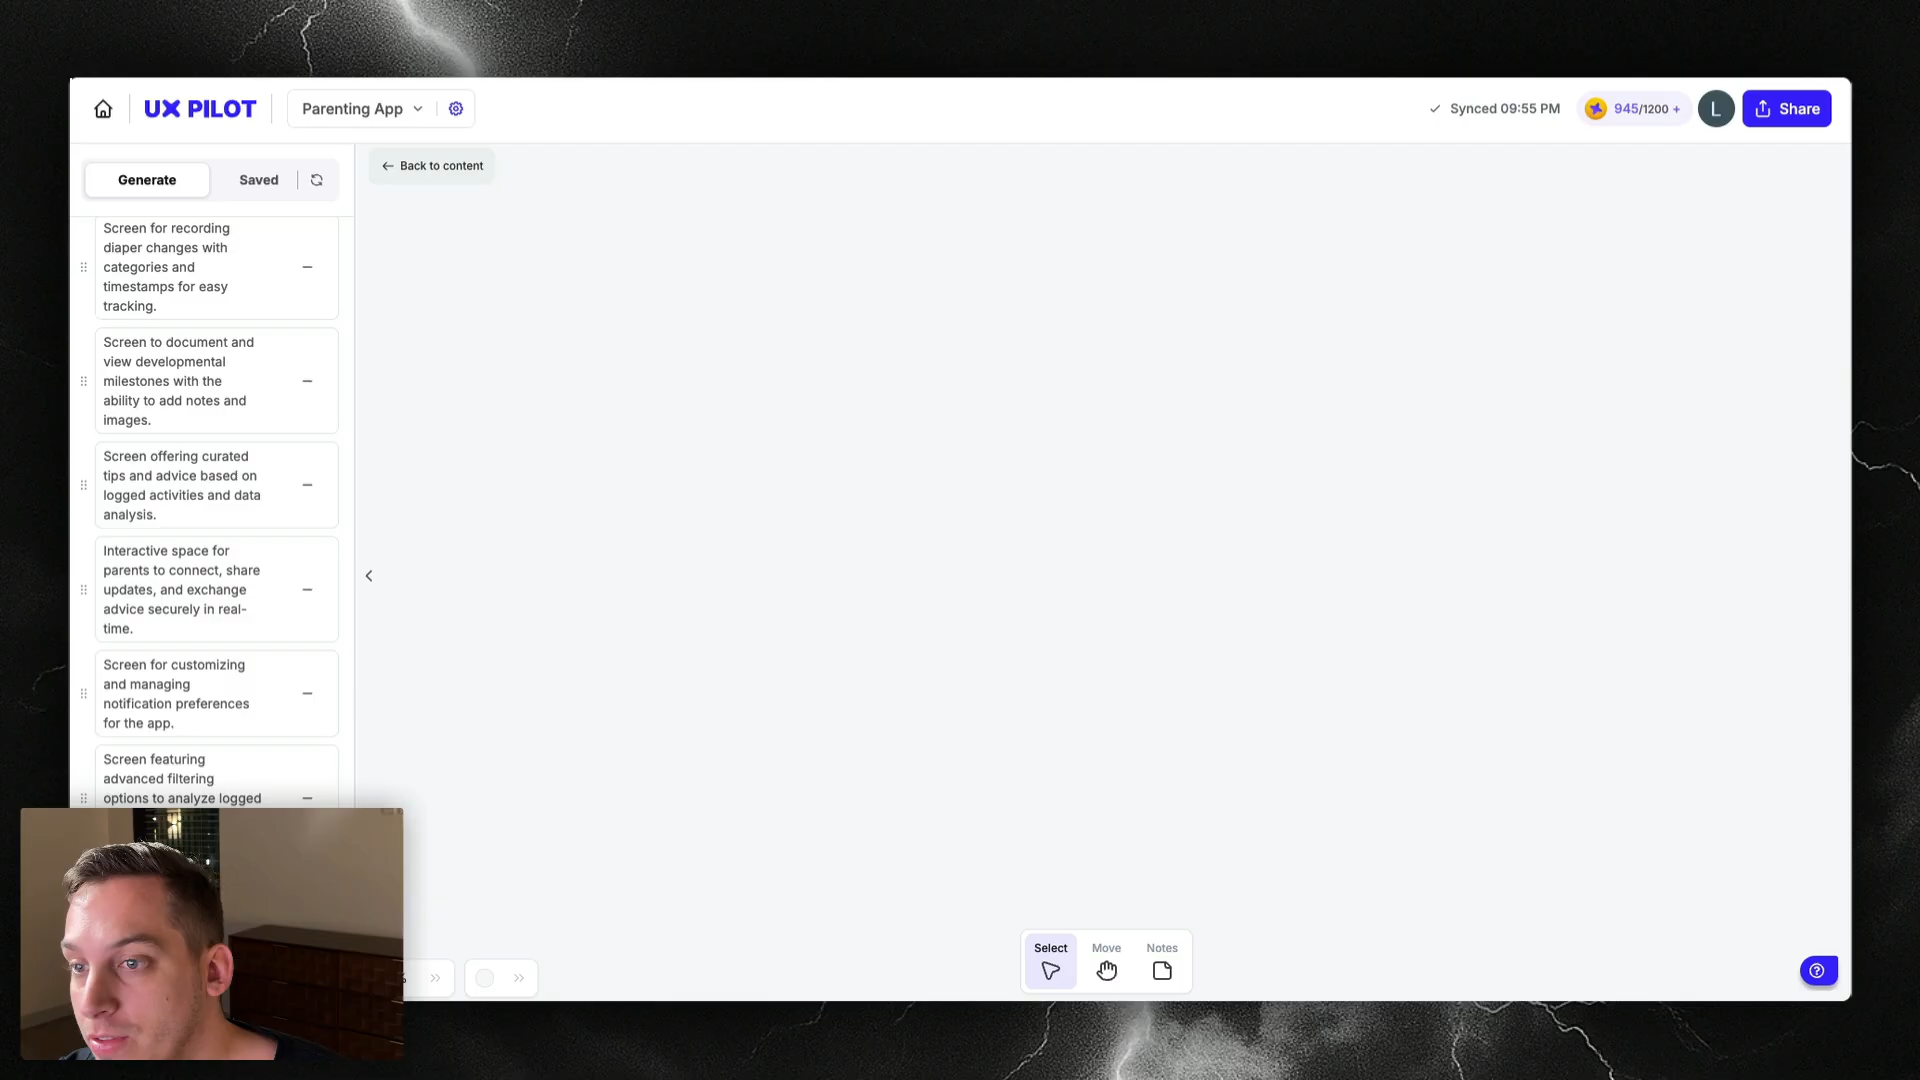 UX PILOT
Parenting App
Synced 09:55 PM
945/1200 +
L
Share
Generate
Saved
Back to content
Screen for recording
diaper changes with
categories and
timestamps for easy
tracking.
Screen to document and
view developmental
milestones with the
ability to add notes and
images.
Screen offering curated
tips and advice based on
logged activities and data
analysis.
Interactive space for
parents to connect, share
updates, and exchange
advice securely in real-
time.
Screen for customizing
and managing
notification preferences
for the app.
Screen featuring
advanced filtering
options to analyze logged
Select
Move
Notes